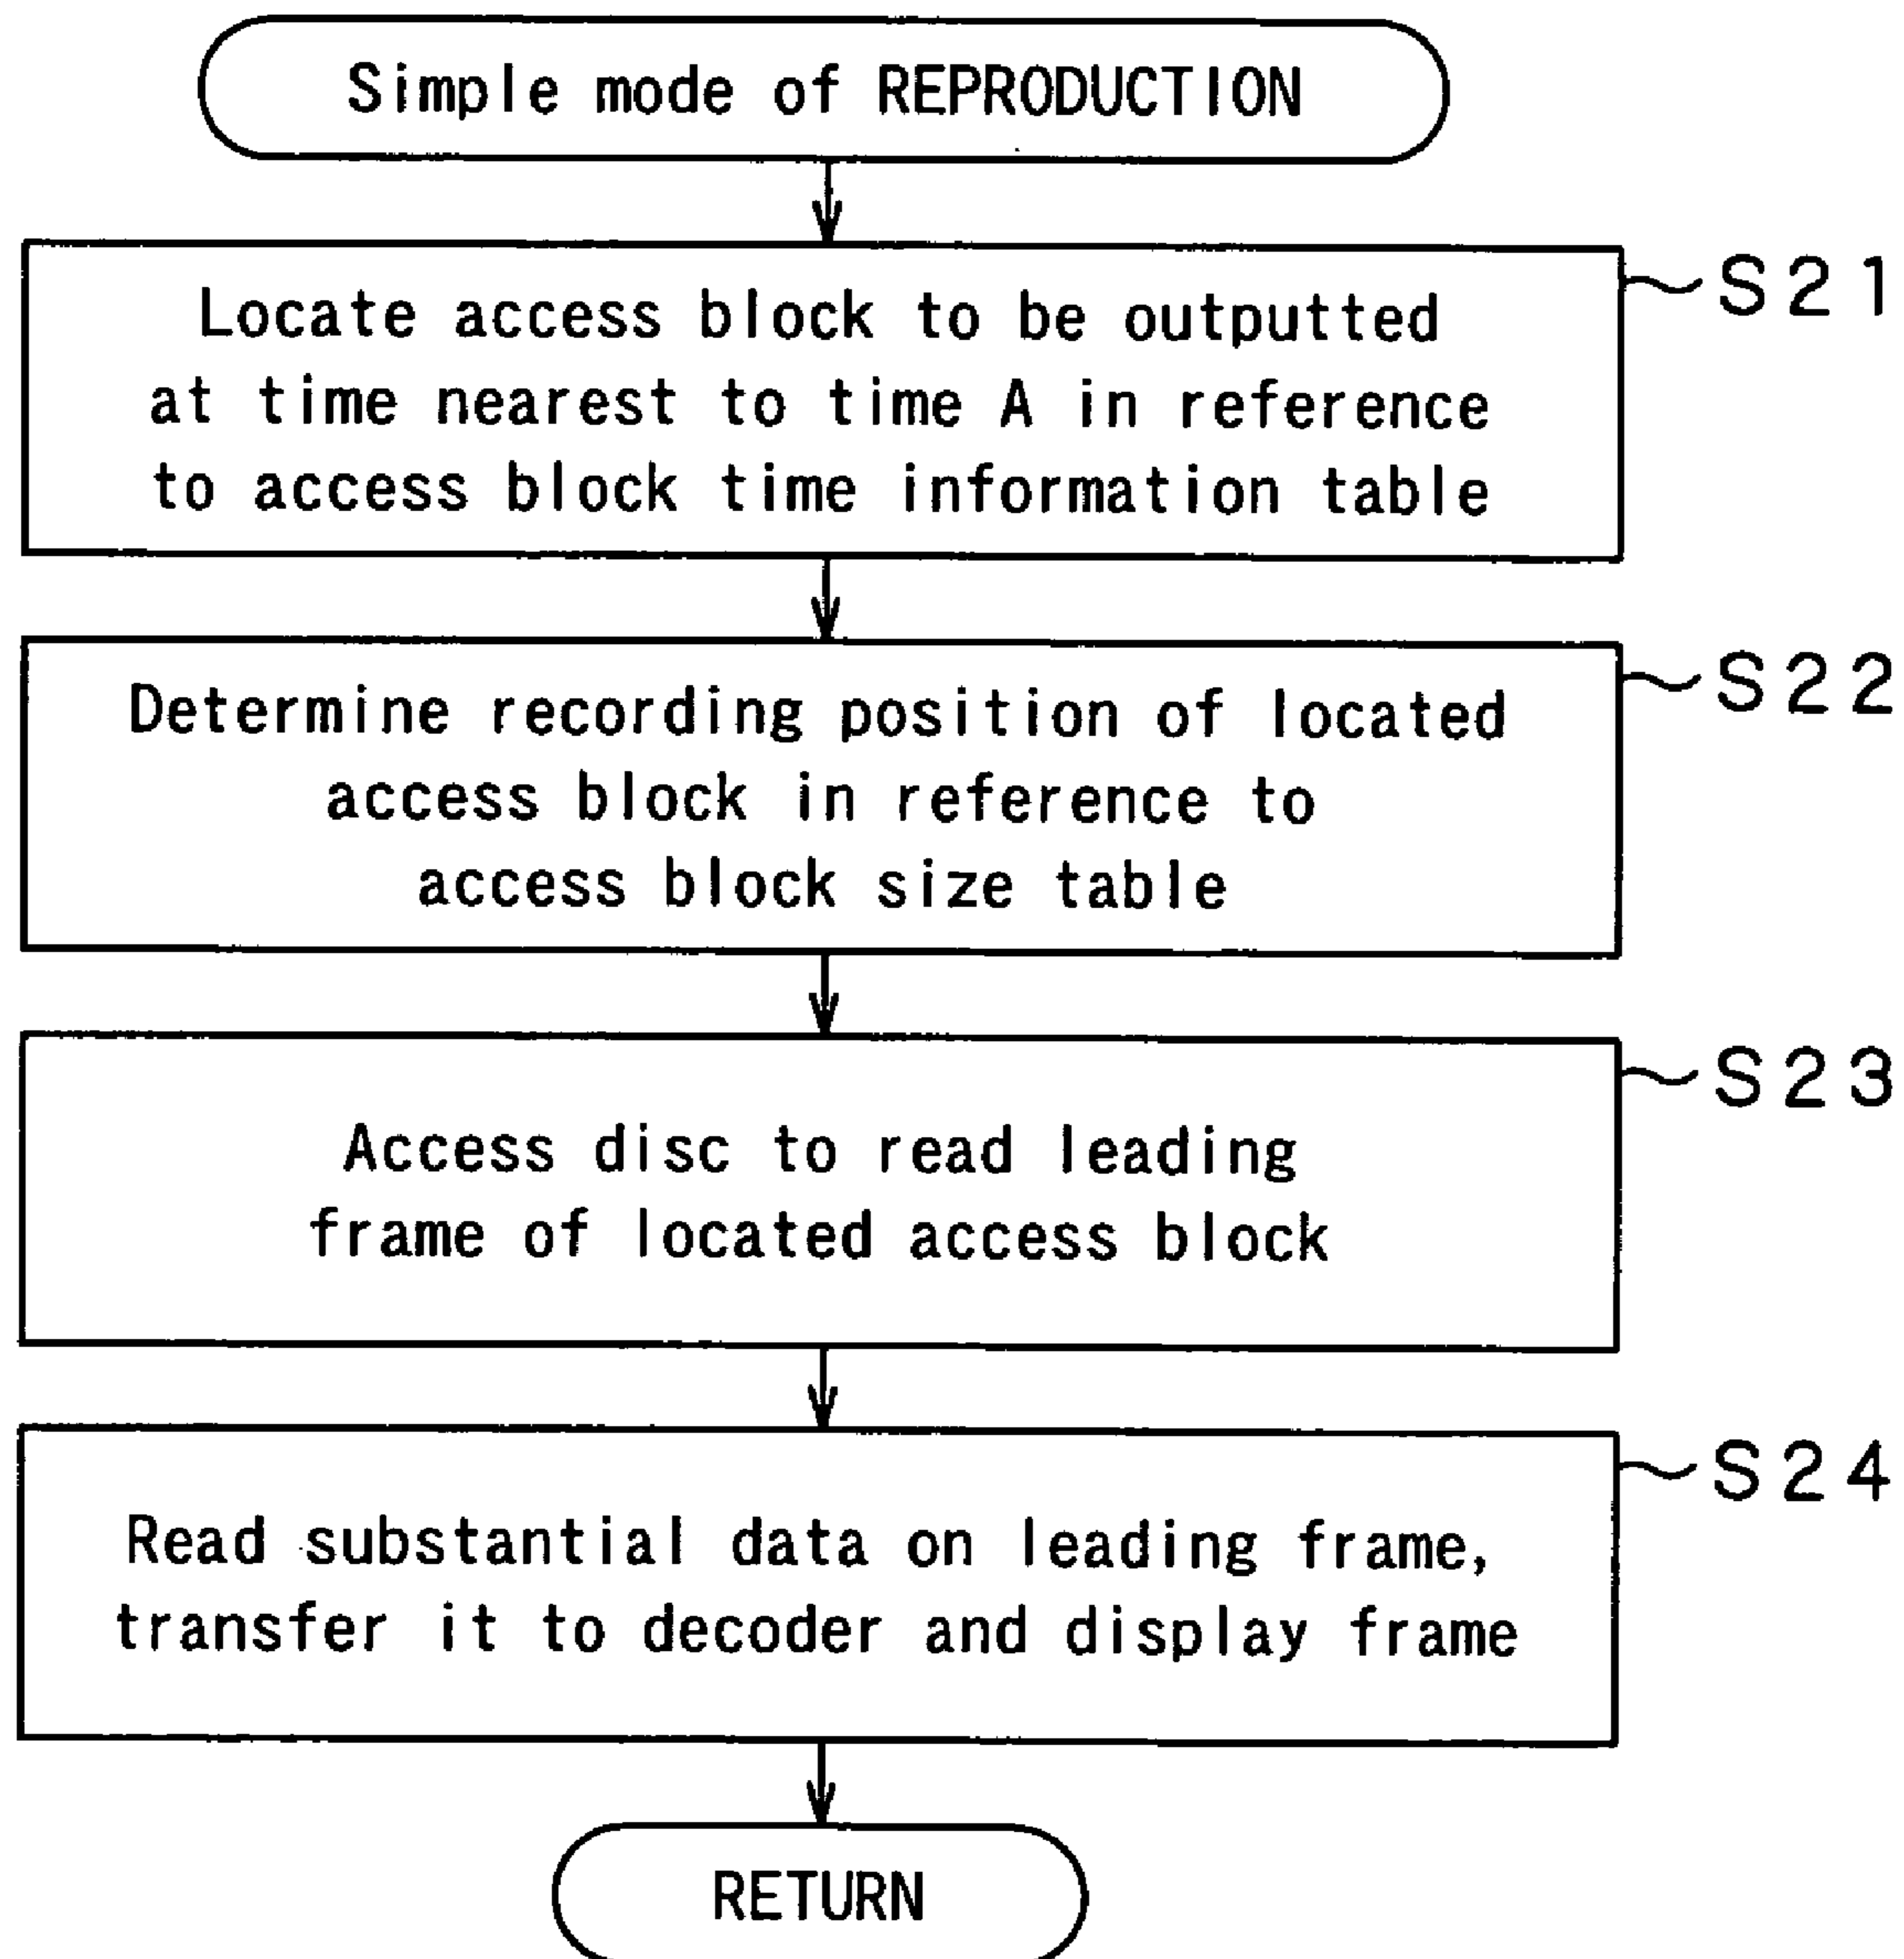 Simple mode of REPRODUCTION
Locate access block to be outputted
at time nearest to time A in reference
to access block time information table
S21
Determine recording position of located
access block in reference to
access block size table
S22
Access disc to read leading
frame of located access block
S23
Read substantial data on leading frame,
transfer it to decoder and display frame
S24
RETURN